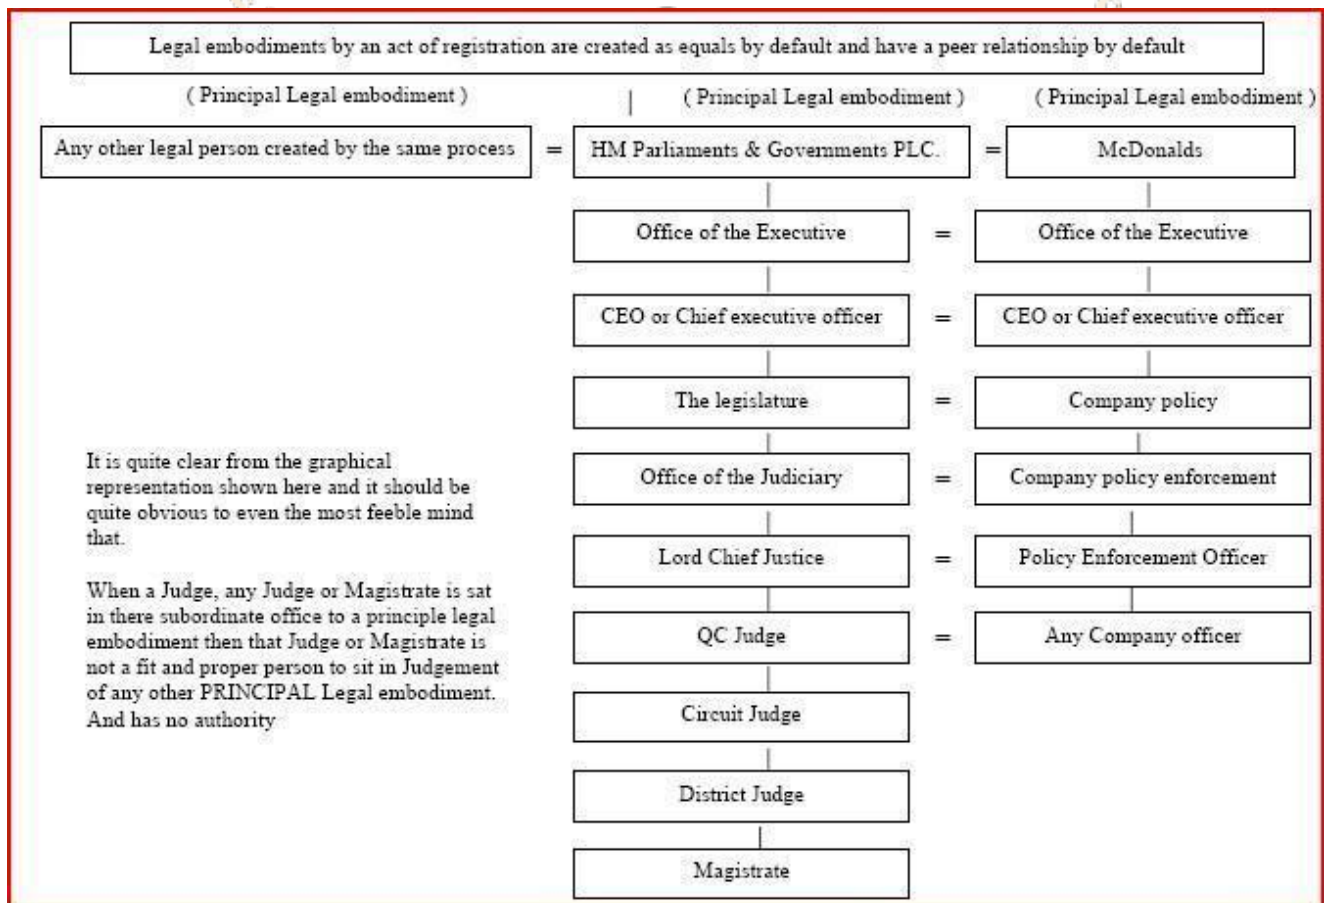 Legal embodiments by an act of registration are created as equals by default and have a peer relationship by default
( Principal Legal embodiment ) | ( Principal Legal embodiment ) ( Principal Legal embodiment )
Any other legal person created by the same process = HM Parliaments & Governments PLC. = McDonalds
Office of the Executive = Office of the Executive
CEO or Chief executive officer = CEO or Chief executive officer
The legislature = Company policy
Office of the Judiciary = Company policy enforcement
Lord Chief Justice = Policy Enforcement Officer
QC Judge = Any Company officer
Circuit Judge
District Judge
Magistrate
It is quite clear from the graphical
representation shown here and it should be
quite obvious to even the most feeble mind
that.
When a Judge, any Judge or Magistrate is sat
in there subordinate office to a principle legal
embodiment then that Judge or Magistrate is
not a fit and proper person to sit in Judgement
of any other PRINCIPAL Legal embodiment.
And has no authority